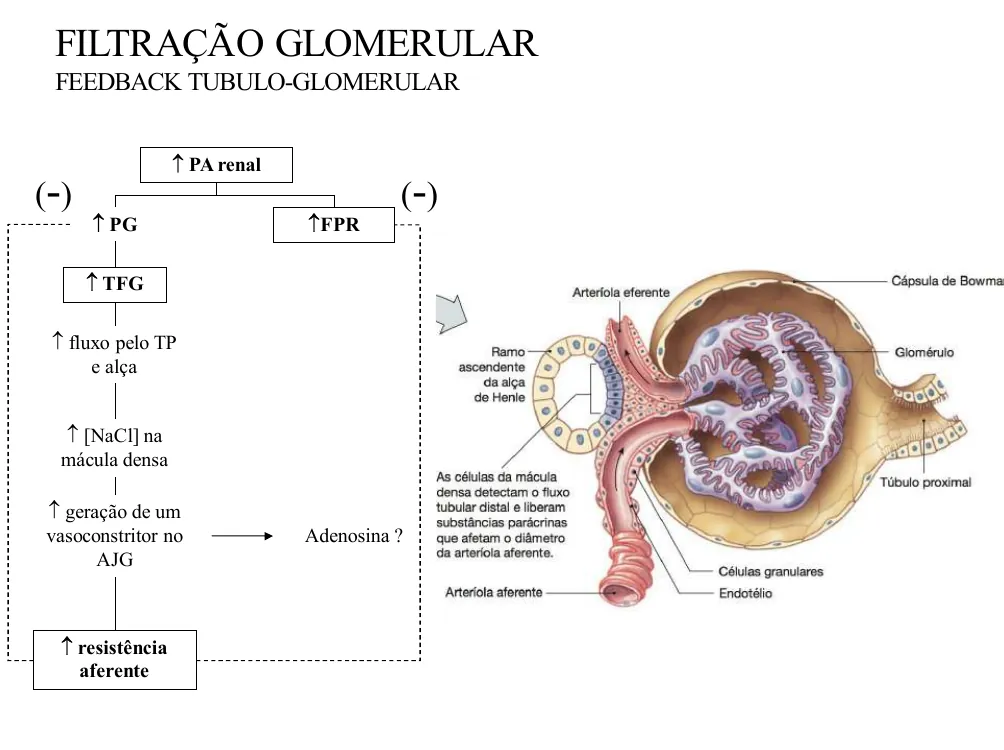 FILTRAÇÃO GLOMERULAR
FEEDBACK TUBULO-GLOMERULAR
↑ PA renal
(-)
(-)
↑ PG
↑FPR
↑ TFG
↑ fluxo pelo TP
e alça
↑ [NaCl] na
mácula densa
↑ geração de um
vasoconstritor no
AJG
Adenosina ?
↑ resistência
aferente
Arteríola eferente
Cápsula de Bowman
Ramo
ascendente
da alça
de Henle
Glomérulo
As células da mácula
densa detectam o fluxo
tubular distal e liberam
substâncias parácrinas
que afetam o diâmetro
da arteríola aferente.
Túbulo proximal
Células granulares
Endotélio
Arteríola aferente